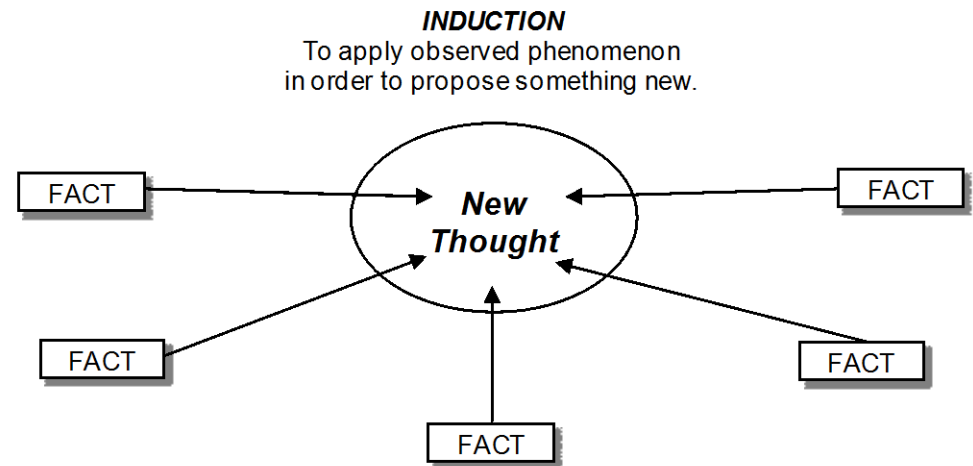 INDUCTION
To apply observed phenomenon
in order to propose something new.
FACT
FACT
New
Thought
FACT
FACT
FACT